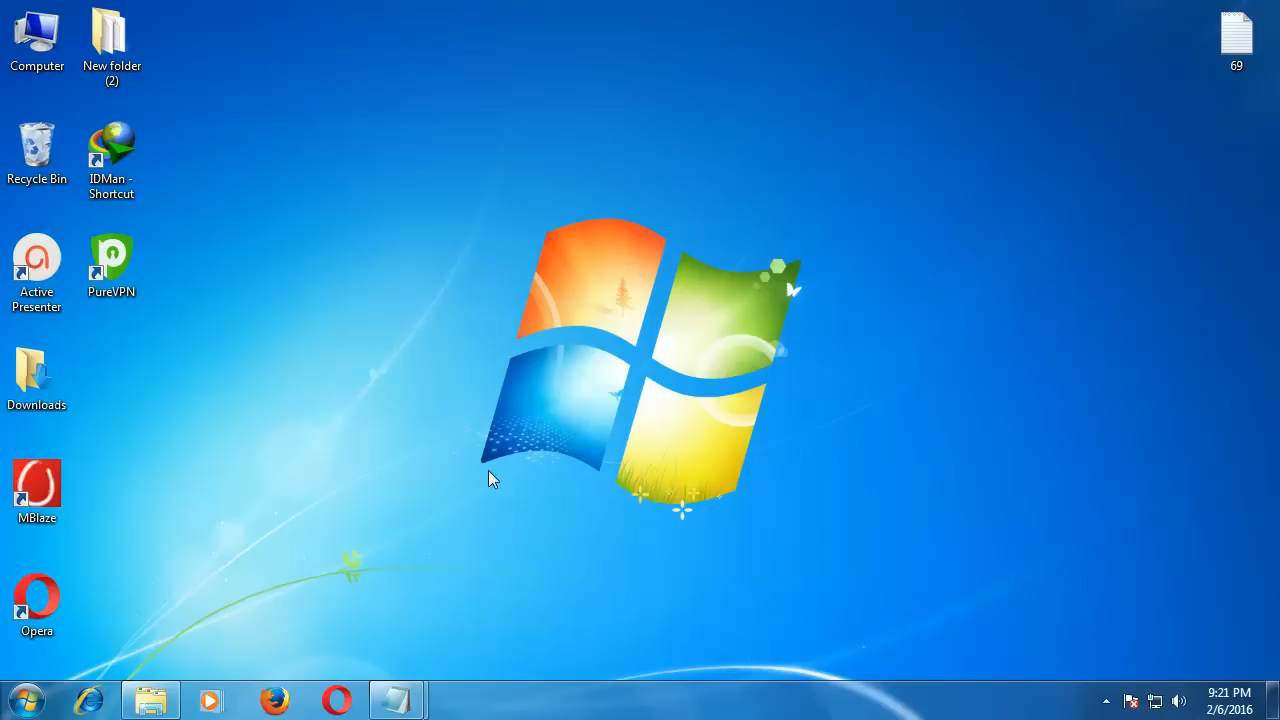 Computer
New folder
(2)
69
Recycle Bin
IDMan -
Shortcut
Active
Presenter
PureVPN
Downloads
MBlaze
Opera
9:21 PM
2/6/2016